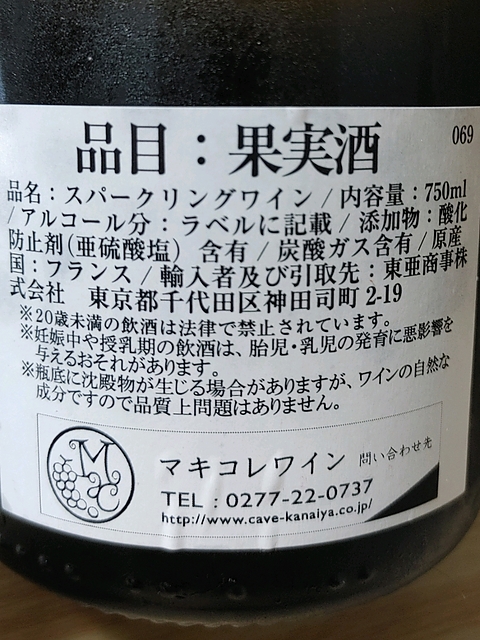 品目：果実酒
069
品名：スパークリングワイン / 内容量：750ml
/ アルコール分：ラベルに記載 / 添加物：酸化
防止剤(亜硫酸塩) 含有 / 炭酸ガス含有 / 原産
国：フランス / 輸入者及び引取先：東亜商事株
式会社　東京都千代田区神田司町 2-19
※20歳未満の飲酒は法律で禁止されています。
※妊娠中や授乳期の飲酒は、胎児・乳児の発育に悪影響を
与えるおそれがあります。
※瓶底に沈殿物が生じる場合がありますが、ワインの自然な
成分ですので品質上問題はありません。
MC
マキコレワイン 問い合わせ先
TEL : 0277-22-0737
http://www.cave-kanaiya.co.jp/